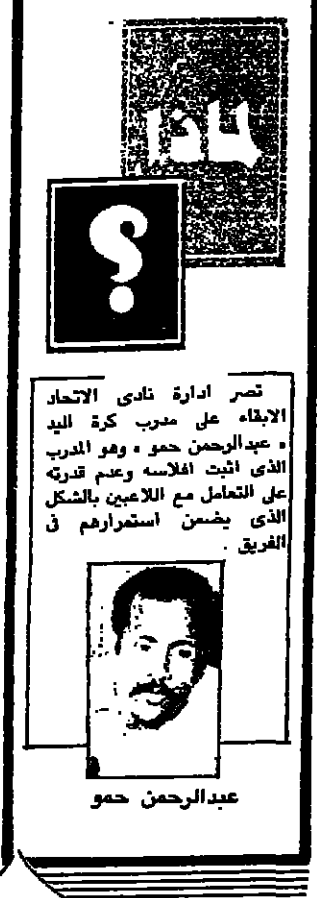 لماذا
؟
تصر ادارة نادى الاتحاد
الابقاء على مدرب كرة اليد
« عبدالرحمن حمو » وهو المدرب
الذى اثبت افلاسه وعدم قدرته
على التعامل مع اللاعبين بالشكل
الذى يضمن استمرارهم فى
الفريق .
عبدالرحمن حمو